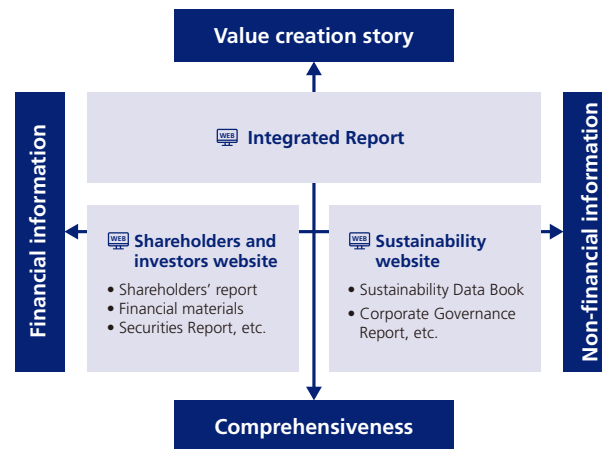 Value creation story
Financial information
Non-financial information
WEB Integrated Report
WEB Shareholders and
investors website
• Shareholders’ report
• Financial materials
• Securities Report, etc.
WEB Sustainability
website
• Sustainability Data Book
• Corporate Governance
Report, etc.
Comprehensiveness